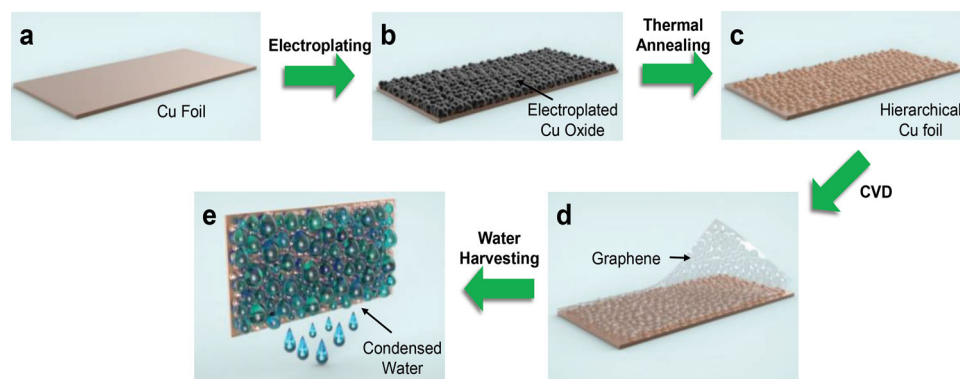 a
Cu Foil
Electroplating
b
Electroplated
Cu Oxide
Thermal
Annealing
c
Hierarchical
Cu foil
CVD
d
Graphene
Water
Harvesting
e
Condensed
Water